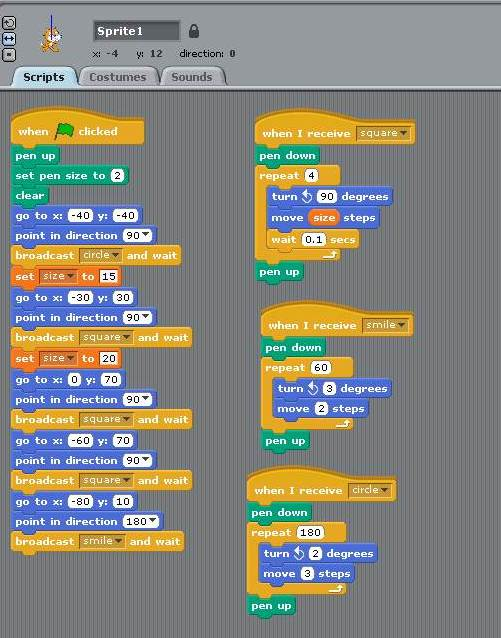 Sprite1
x: -4 y: 12 direction: 0
Scripts Costumes Sounds
when clicked
pen up
set pen size to 2
clear
go to x: -40 y: -40
point in direction 90
broadcast circle and wait
set size to 15
go to x: -30 y: 30
point in direction 90
broadcast square and wait
set size to 20
go to x: 0 y: 70
point in direction 90
broadcast square and wait
go to x: -60 y: 70
point in direction 90
broadcast square and wait
go to x: -80 y: 10
point in direction 180
broadcast smile and wait
when I receive square
pen down
repeat 4
turn 90 degrees
move size steps
wait 0.1 secs
pen up
when I receive smile
pen down
repeat 60
turn 3 degrees
move 2 steps
pen up
when I receive circle
pen down
repeat 180
turn 2 degrees
move 3 steps
pen up